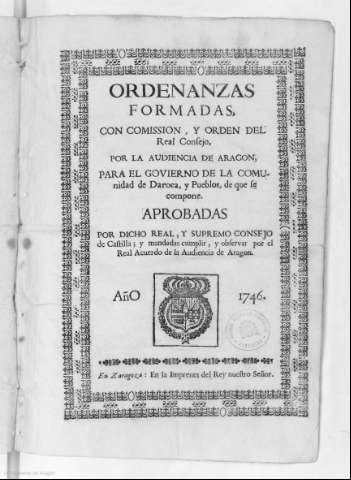 ORDENANZAS
FORMADAS,
CON COMISSION, Y ORDEN DEL
Real Consejo,
POR LA AUDIENCIA DE ARAGON,
PARA EL GOVIERNO DE LA COMU-
nidad de Daroca, y Pueblos, de que se
compone.
APROBADAS
POR DICHO REAL, Y SUPREMO CONSEJO
de Castilla; y mandadas cumplir, y observar por el
Real Acuerdo de la Audiencia de Aragon.
AñO 1746.
En Zaragoza: En la Imprenta del Rey nuestro Señor.